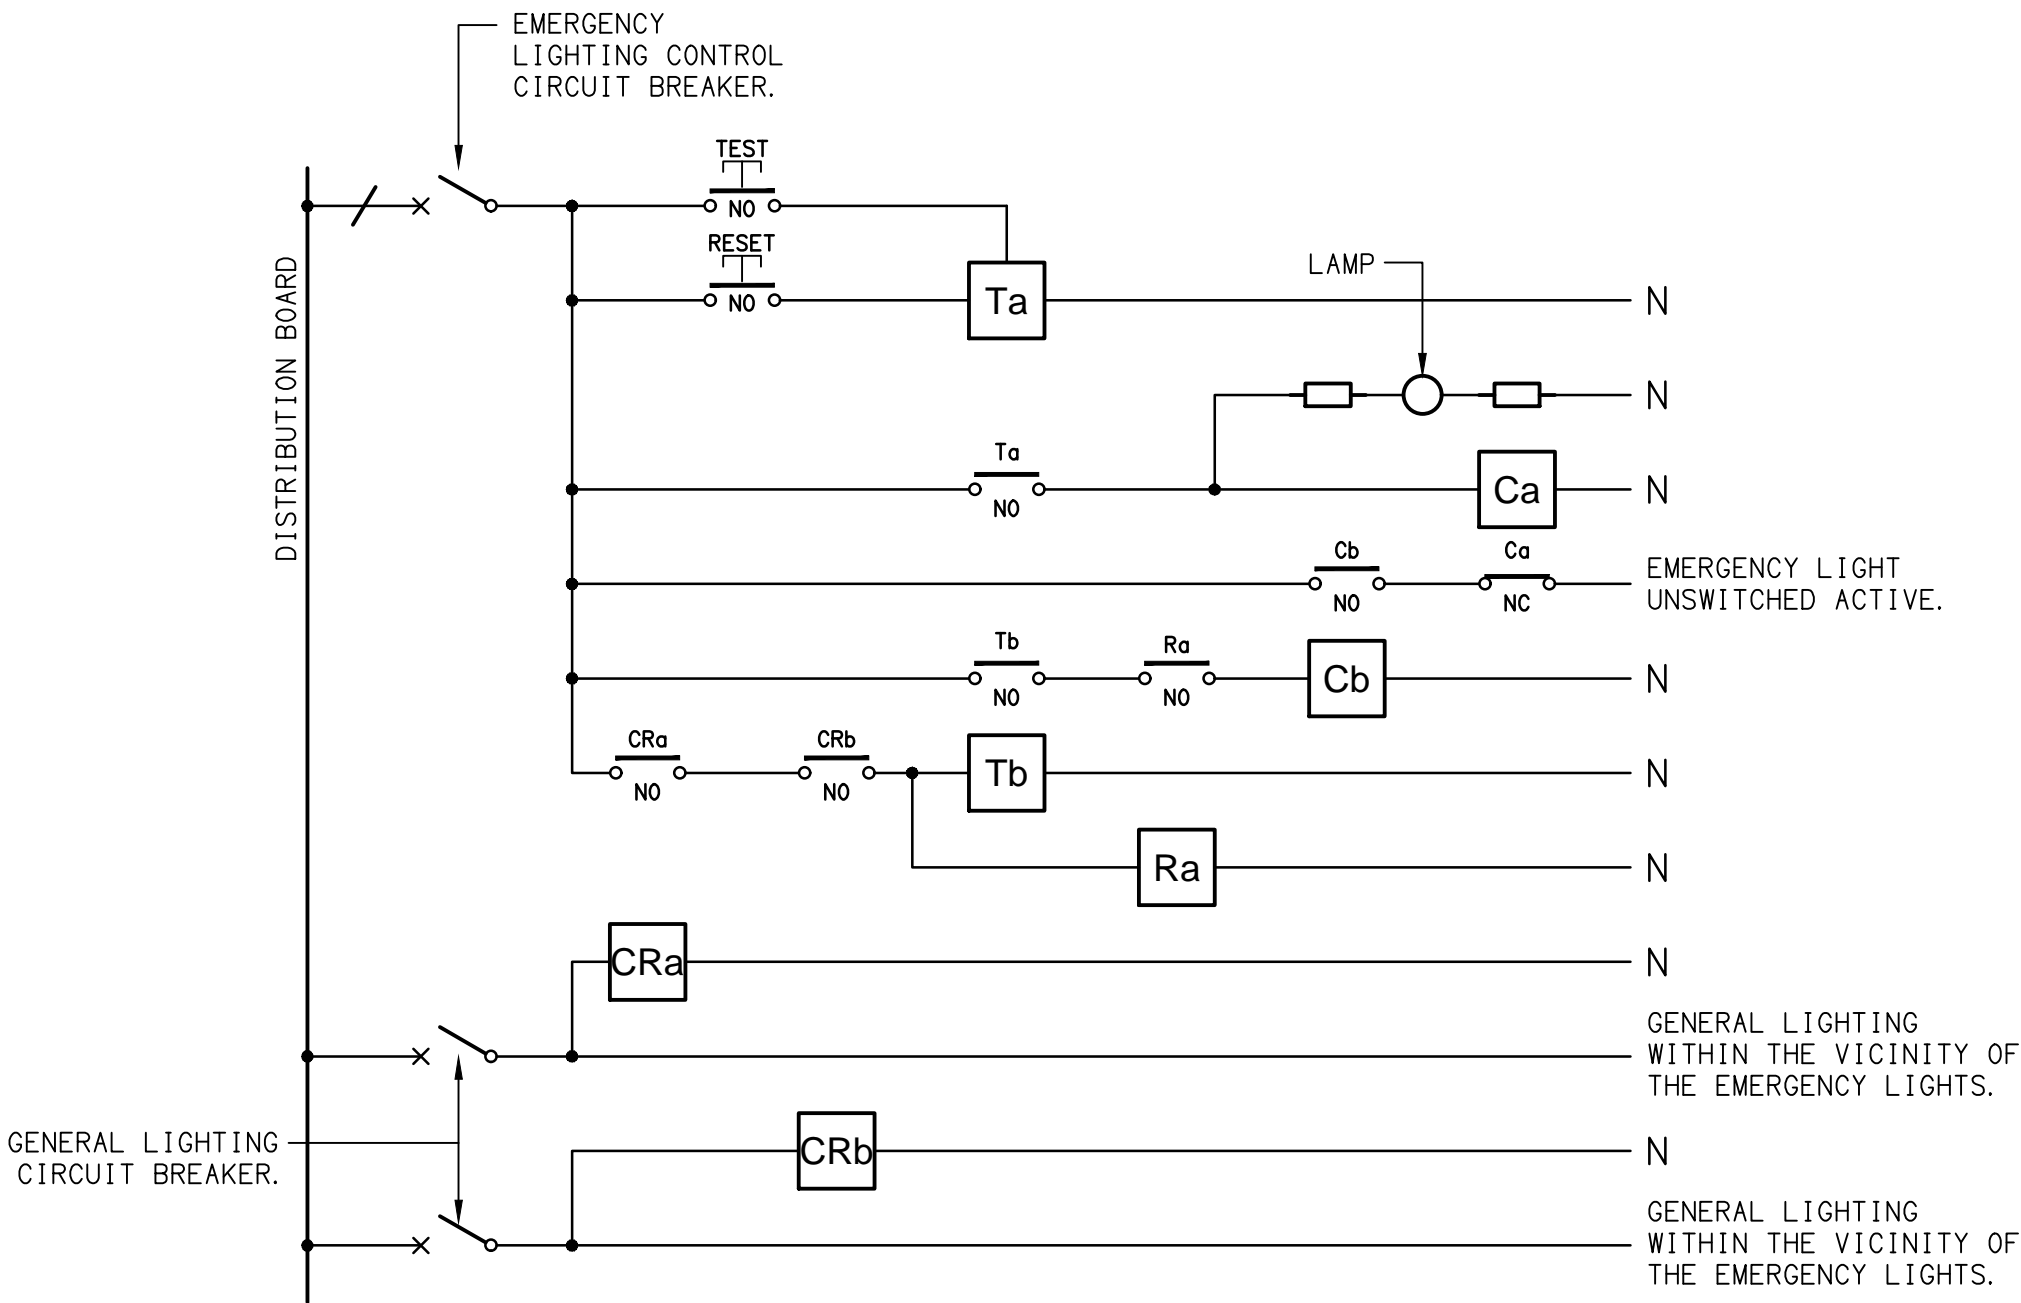 EMERGENCY
LIGHTING CONTROL
CIRCUIT BREAKER.
TEST
NO
RESET
NO
Ta
N
LAMP
N
Ta
NO
Ca
N
Cb
NO
Ca
NC
EMERGENCY LIGHT
UNSWITCHED ACTIVE.
Tb
NO
Ra
NO
Cb
N
CRa
NO
CRb
NO
Tb
N
Ra
N
CRa
N
GENERAL LIGHTING
WITHIN THE VICINITY OF
THE EMERGENCY LIGHTS.
CRb
N
GENERAL LIGHTING
WITHIN THE VICINITY OF
THE EMERGENCY LIGHTS.
DISTRIBUTION BOARD
GENERAL LIGHTING
CIRCUIT BREAKER.